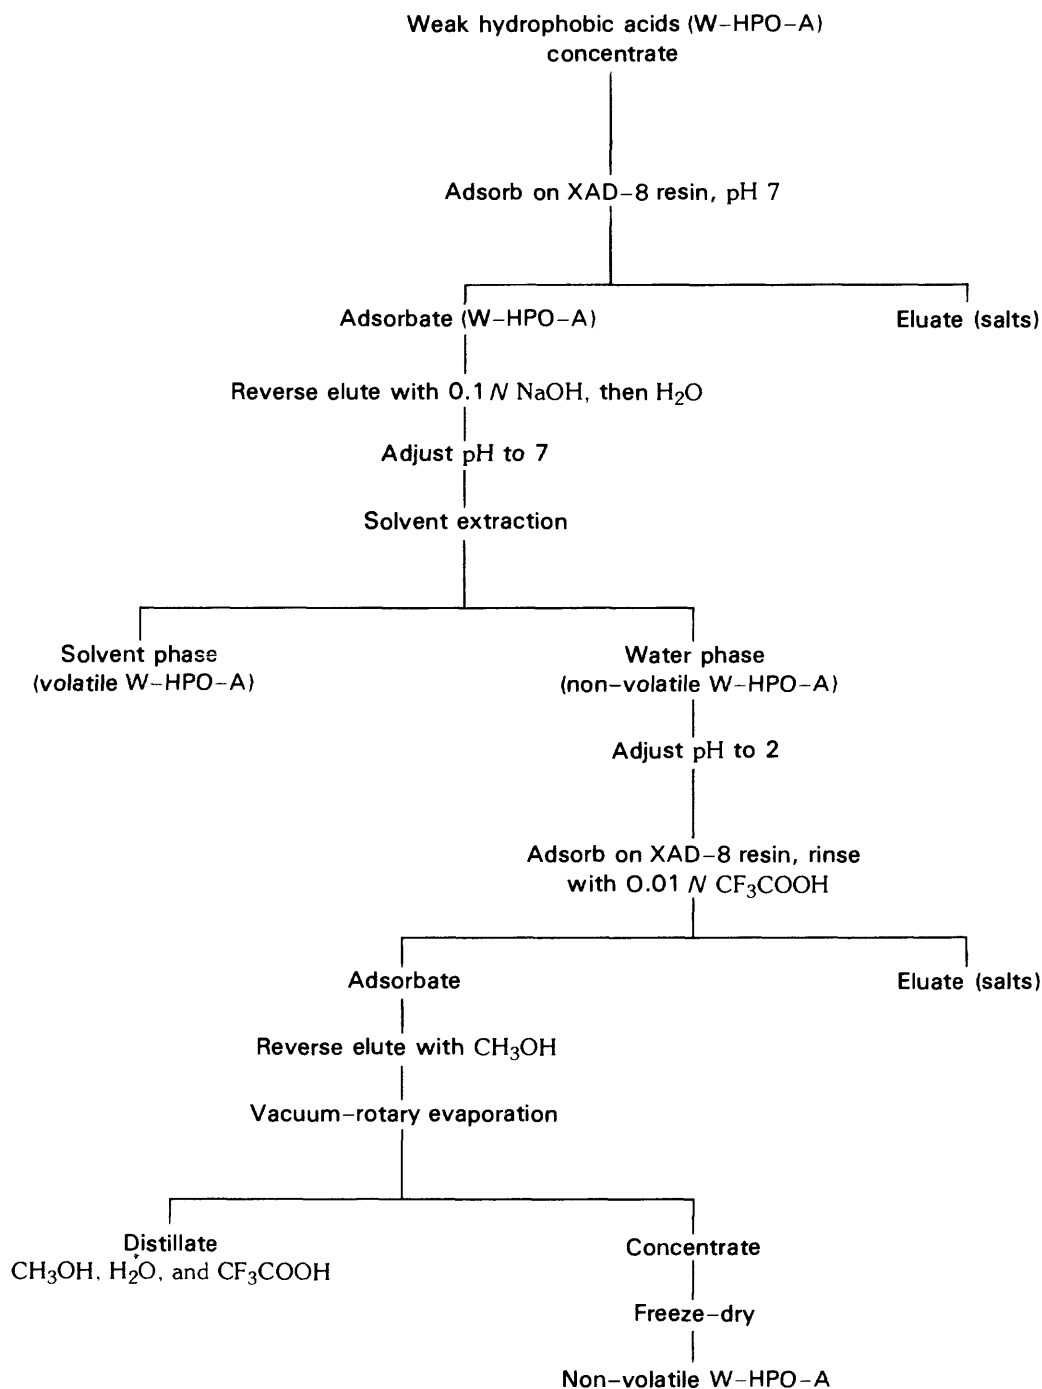 Weak hydrophobic acids (W–HPO–A)
concentrate
Adsorb on XAD–8 resin, pH 7
Adsorbate (W–HPO–A)
Eluate (salts)
Reverse elute with 0.1 N NaOH, then H₂O
Adjust pH to 7
Solvent extraction
Solvent phase
(volatile W–HPO–A)
Water phase
(non–volatile W–HPO–A)
Adjust pH to 2
Adsorb on XAD–8 resin, rinse
with 0.01 N CF₃COOH
Adsorbate
Eluate (salts)
Reverse elute with CH₃OH
Vacuum–rotary evaporation
Distillate
CH₃OH, H₂O, and CF₃COOH
Concentrate
Freeze–dry
Non–volatile W–HPO–A